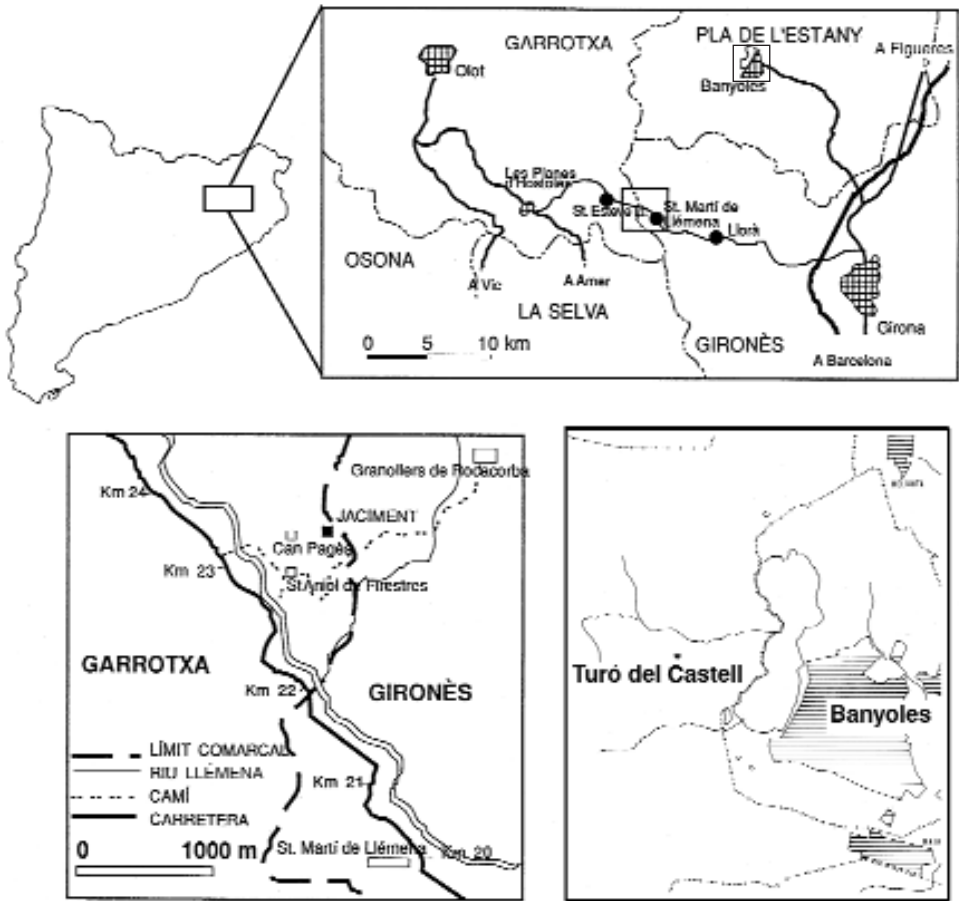 GARROTXA
PLA DE L'ESTANY
A Figueres
Olot
Banyoles
Les Planes
d'Hostoles
St. Esteve Ll.
St. Martí de
Llémena
Llorà
OSONA
A Vic
A Amer
LA SELVA
Girona
GIRONÈS
0 5 10 km
A Barcelona
Granollers de Rocacorba
Km 24
JACIMENT
Can Pagès
Km 23
St Aniol de Finestres
GARROTXA
Km 22
GIRONÈS
LÍMIT COMARCAL
RIU LLÉMENA
Km 21
CAMÍ
CARRETERA
0 1000 m
St. Martí de Llémena
Km 20
Turó del Castell
Banyoles